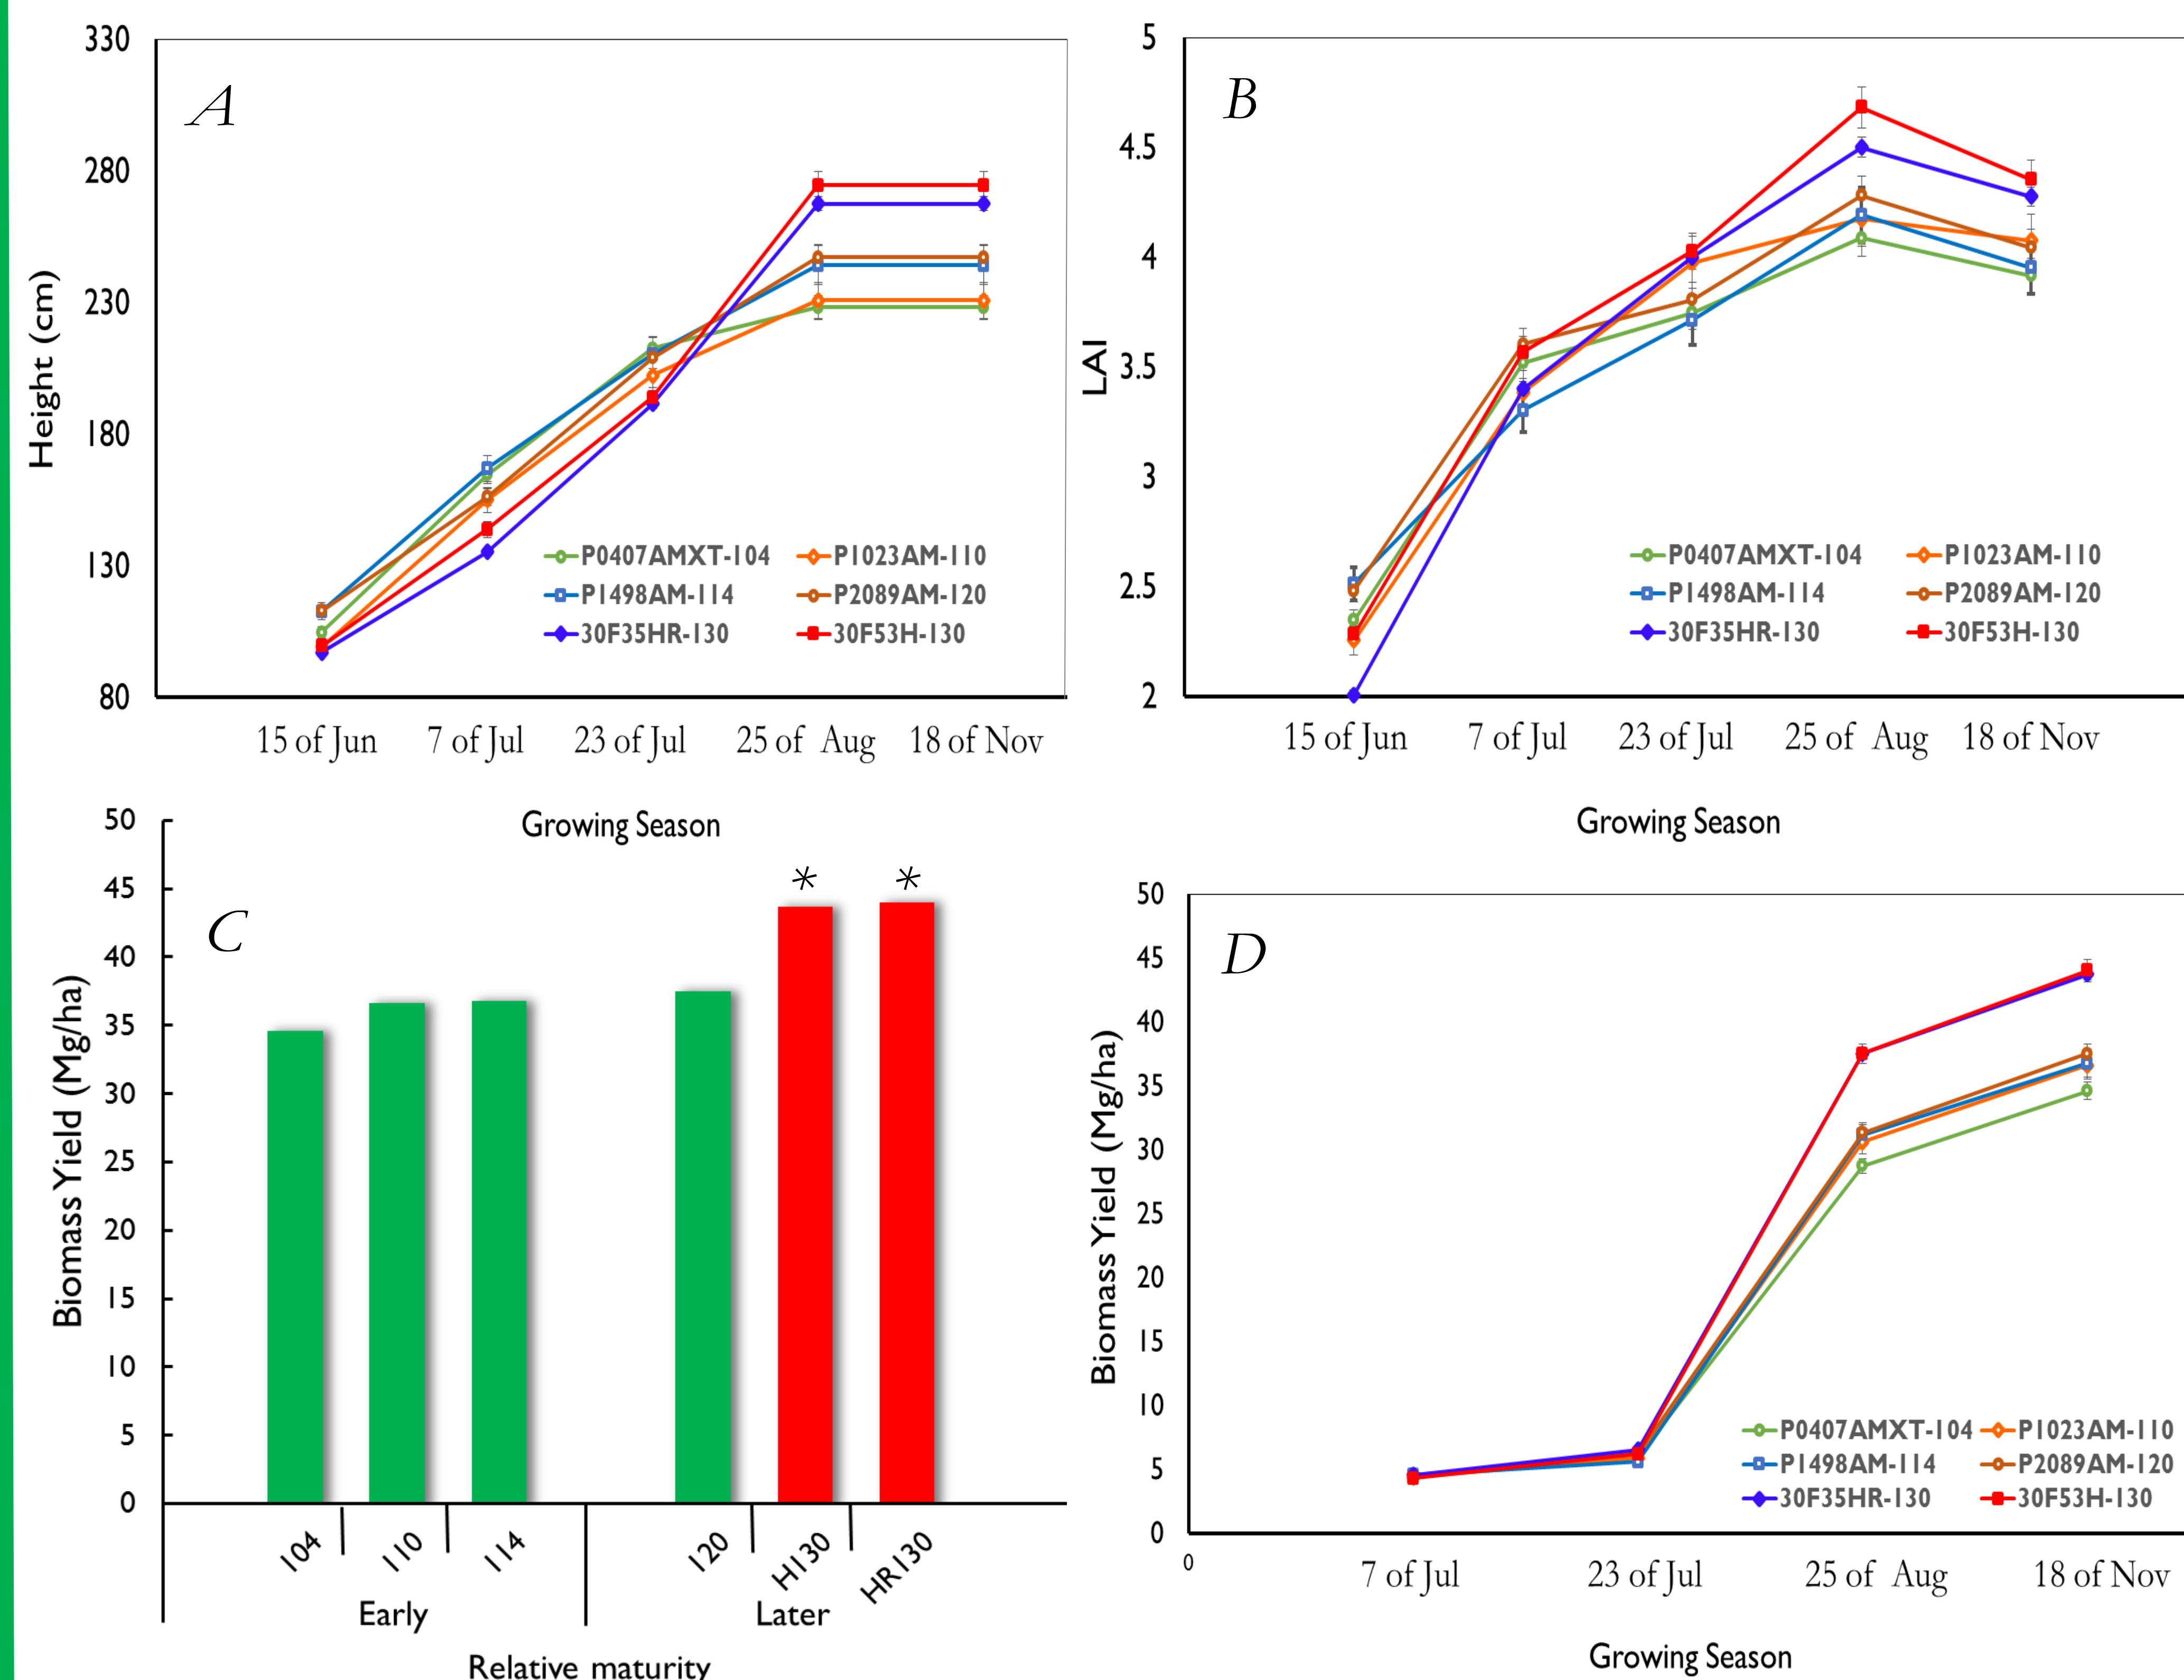 A
Height (cm)
330
280
230
180
130
80
P0407AMXT-104 P1023AM-110
P1498AM-114 P2089AM-120
30F35HR-130 30F53H-130
15 of Jun 7 of Jul 23 of Jul 25 of Aug 18 of Nov
Growing Season
B
LAI
5
4.5
4
3.5
3
2.5
2
P0407AMXT-104 P1023AM-110
P1498AM-114 P2089AM-120
30F35HR-130 30F53H-130
15 of Jun 7 of Jul 23 of Jul 25 of Aug 18 of Nov
Growing Season
C
Biomass Yield (Mg/ha)
50
45
40
35
30
25
20
15
10
5
0
* *
104 110 114 120 H130 HR130
Early Later
Relative maturity
D
Biomass Yield (Mg/ha)
50
45
40
35
30
25
20
15
10
5
0
P0407AMXT-104 P1023AM-110
P1498AM-114 P2089AM-120
30F35HR-130 30F53H-130
0 7 of Jul 23 of Jul 25 of Aug 18 of Nov
Growing Season